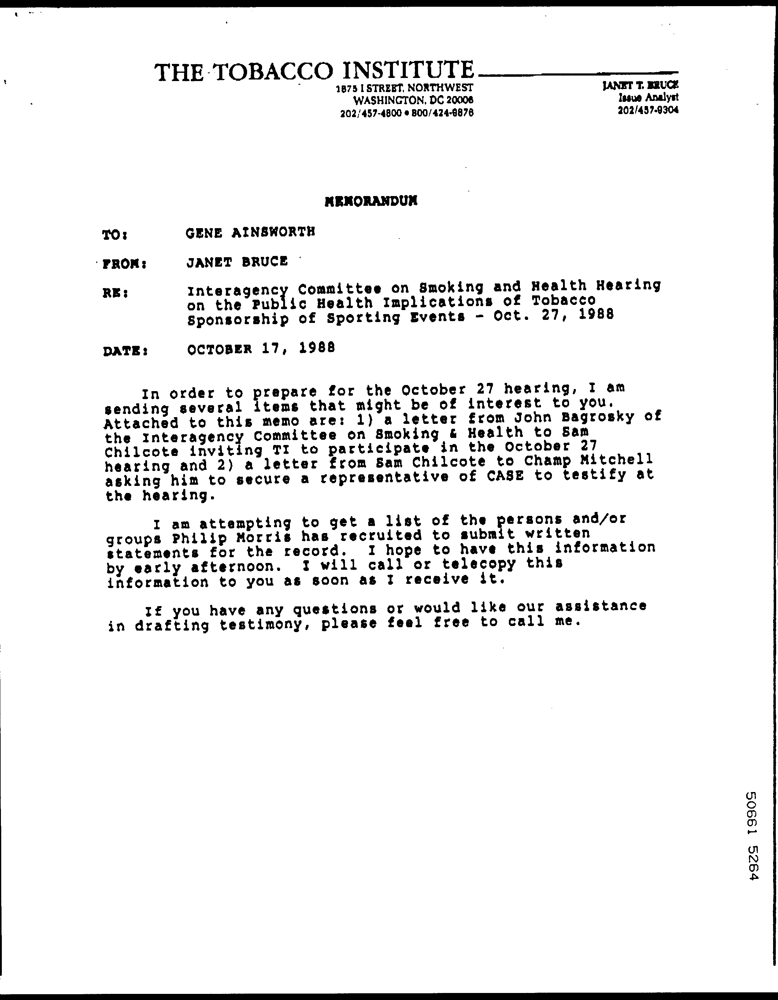 THE TOBACCO INSTITUTE
1875 I STREET, NORTHWEST
WASHINGTON, DC 20006
202/457-4800 • 800/424-9876
JANET T. BRUCE
Issue Analyst
202/457-9304
MEMORANDUM
TO: GENE AINSWORTH
FROM: JANET BRUCE
RE: Interagency Committee on Smoking and Health Hearing
on the Public Health Implications of Tobacco
Sponsorship of Sporting Events - Oct. 27, 1988
DATE: OCTOBER 17, 1988
In order to prepare for the October 27 hearing, I am
sending several items that might be of interest to you.
Attached to this memo are: 1) a letter from John Bagrosky of
the Interagency Committee on Smoking & Health to Sam
Chilcote inviting TI to participate in the October 27
hearing and 2) a letter from Sam Chilcote to Champ Mitchell
asking him to secure a representative of CASE to testify at
the hearing.
I am attempting to get a list of the persons and/or
groups Philip Morris has recruited to submit written
statements for the record. I hope to have this information
by early afternoon. I will call or telecopy this
information to you as soon as I receive it.
If you have any questions or would like our assistance
in drafting testimony, please feel free to call me.
50661 5264